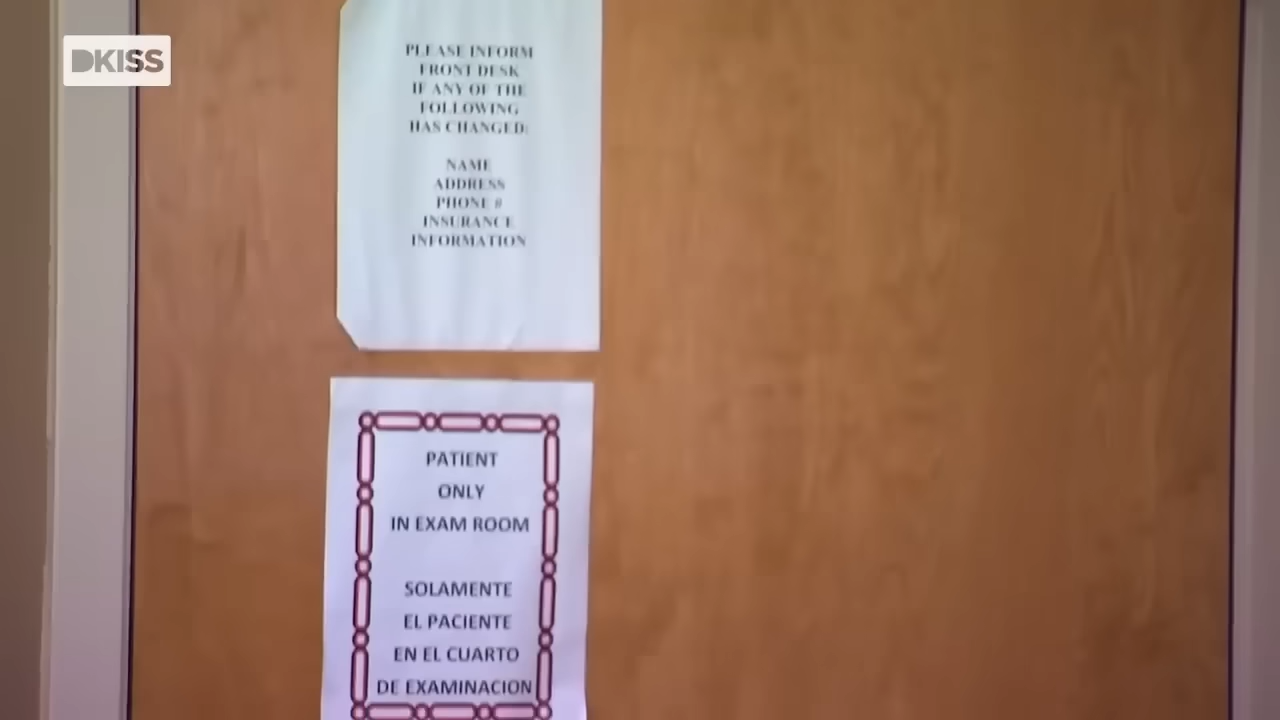 DKISS
PLEASE INFORM
FRONT DESK
IF ANY OF THE
FOLLOWING
HAS CHANGED:
NAME
ADDRESS
PHONE #
INSURANCE
INFORMATION
PATIENT
ONLY
IN EXAM ROOM
SOLAMENTE
EL PACIENTE
EN EL CUARTO
DE EXAMINACION